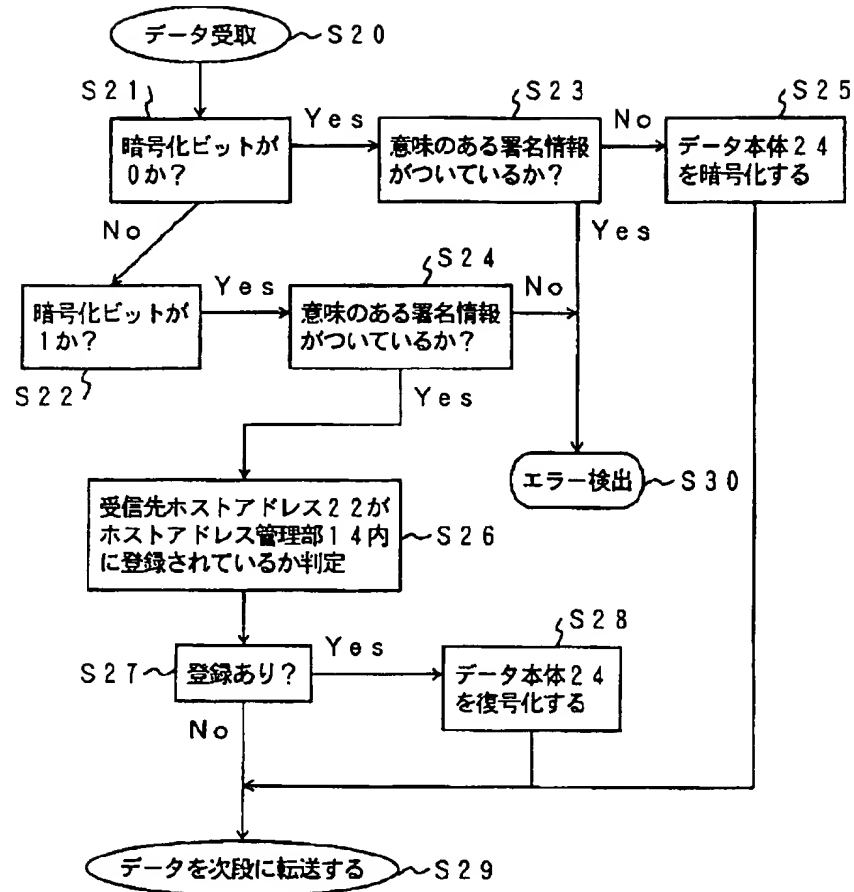 データ受取
S20
S21
暗号化ビットが
0か?
Yes
No
S23
意味のある署名情報
がついているか?
No
Yes
S25
データ本体24
を暗号化する
暗号化ビットが
1か?
S22
Yes
S24
意味のある署名情報
がついているか?
No
Yes
エラー検出
S30
受信先ホストアドレス22が
ホストアドレス管理部14内
に登録されているか判定
S26
S27
登録あり?
Yes
No
S28
データ本体24
を復号化する
データを次段に転送する
S29